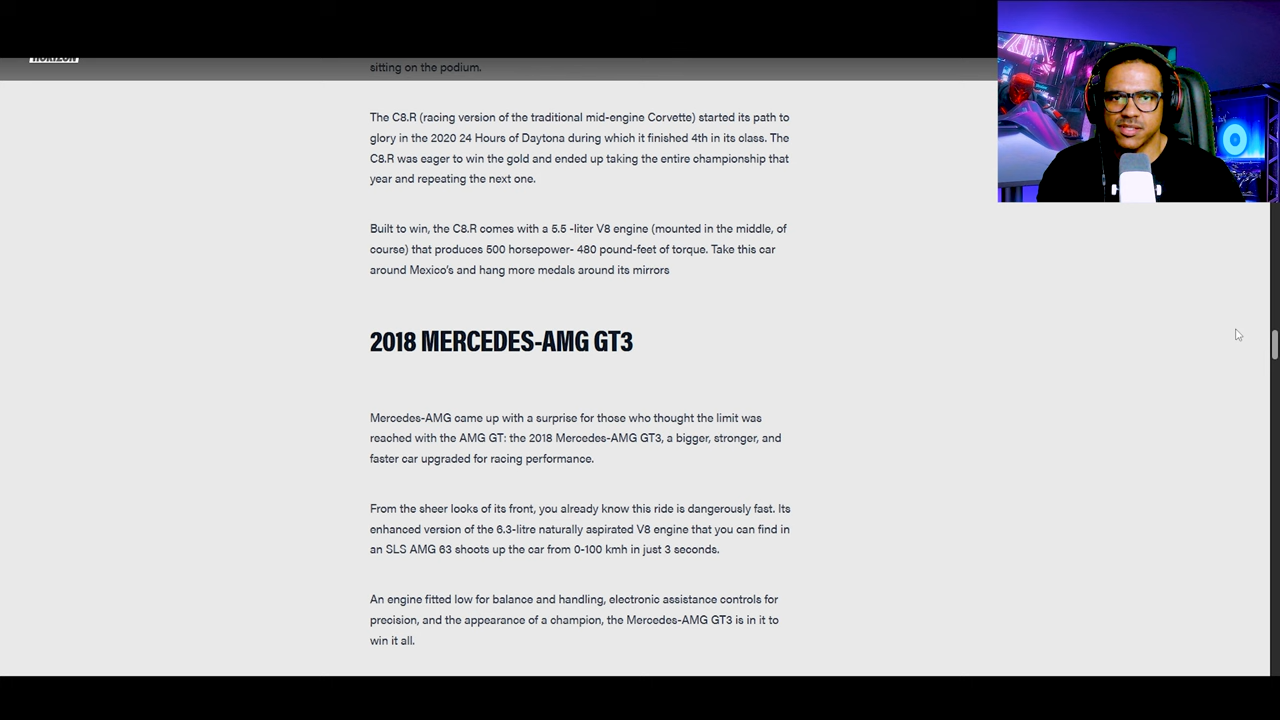 HORIZON
sitting on the podium.
The C8.R (racing version of the traditional mid-engine Corvette) started its path to
glory in the 2020 24 Hours of Daytona during which it finished 4th in its class. The
C8.R was eager to win the gold and ended up taking the entire championship that
year and repeating the next one.
Built to win, the C8.R comes with a 5.5 -liter V8 engine (mounted in the middle, of
course) that produces 500 horsepower- 480 pound-feet of torque. Take this car
around Mexico's and hang more medals around its mirrors
2018 MERCEDES-AMG GT3
Mercedes-AMG came up with a surprise for those who thought the limit was
reached with the AMG GT: the 2018 Mercedes-AMG GT3, a bigger, stronger, and
faster car upgraded for racing performance.
From the sheer looks of its front, you already know this ride is dangerously fast. Its
enhanced version of the 6.3-litre naturally aspirated V8 engine that you can find in
an SLS AMG 63 shoots up the car from 0-100 kmh in just 3 seconds.
An engine fitted low for balance and handling, electronic assistance controls for
precision, and the appearance of a champion, the Mercedes-AMG GT3 is in it to
win it all.